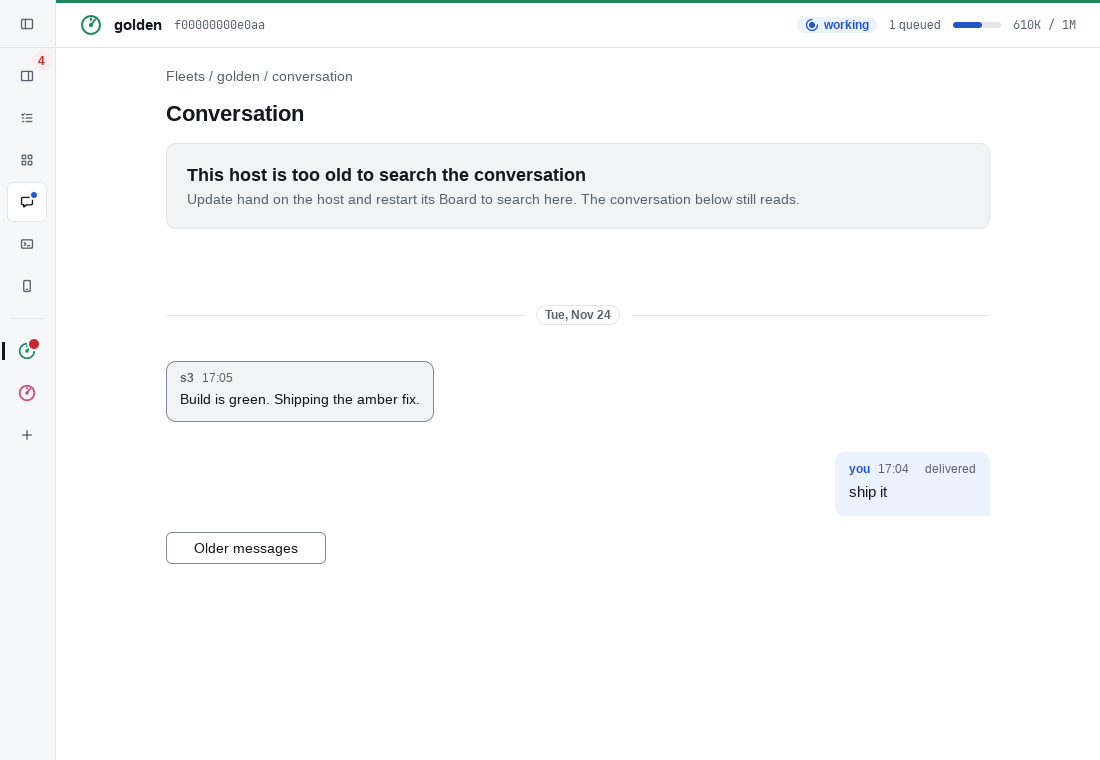 golden f00000000e0aa working 1 queued 610K / 1M
4
Fleets / golden / conversation
Conversation
This host is too old to search the conversation
Update hand on the host and restart its Board to search here. The conversation below still reads.
Tue, Nov 24
s3 17:05
Build is green. Shipping the amber fix.
you 17:04 delivered
ship it
Older messages